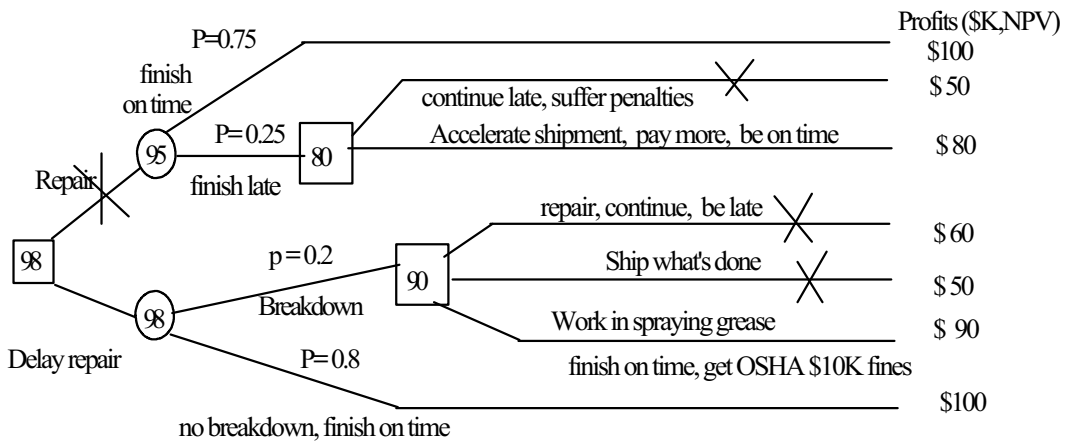 Profits ($K,NPV)
P=0.75
$100
finish
on time
$ 50
continue late, suffer penalties
P=0.25
Accelerate shipment, pay more, be on time
$ 80
95
80
Repair
finish late
repair, continue, be late
$ 60
98
p = 0.2
Ship what's done
90
$ 50
Breakdown
98
Work in spraying grease
$ 90
Delay repair
P=0.8
finish on time, get OSHA $10K fines
$100
no breakdown, finish on time